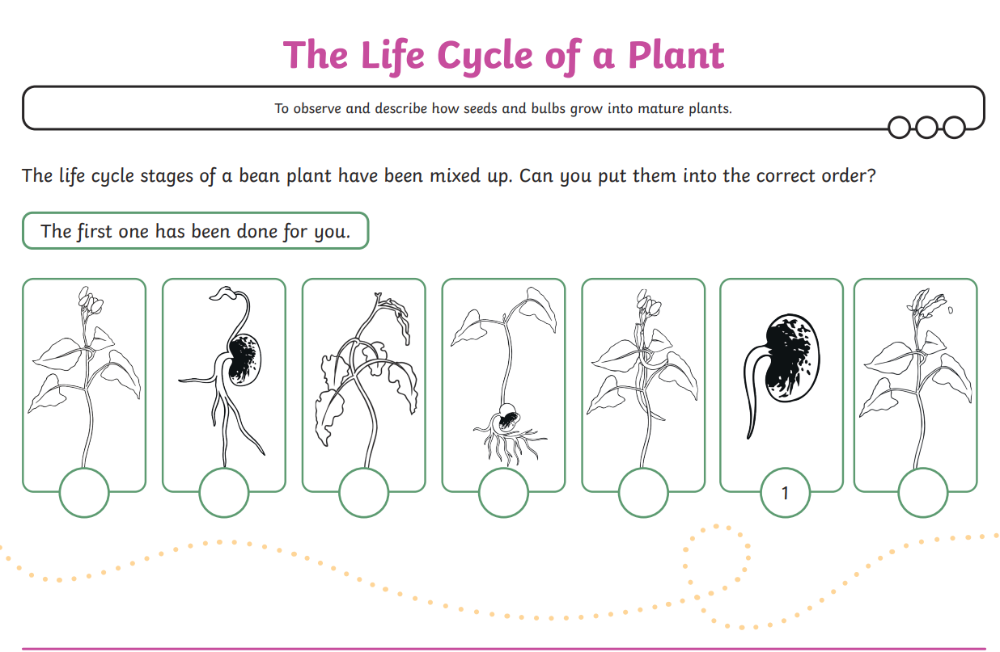 The Life Cycle of a Plant
To observe and describe how seeds and bulbs grow into mature plants.
The life cycle stages of a bean plant have been mixed up. Can you put them into the correct order?
The first one has been done for you.
1